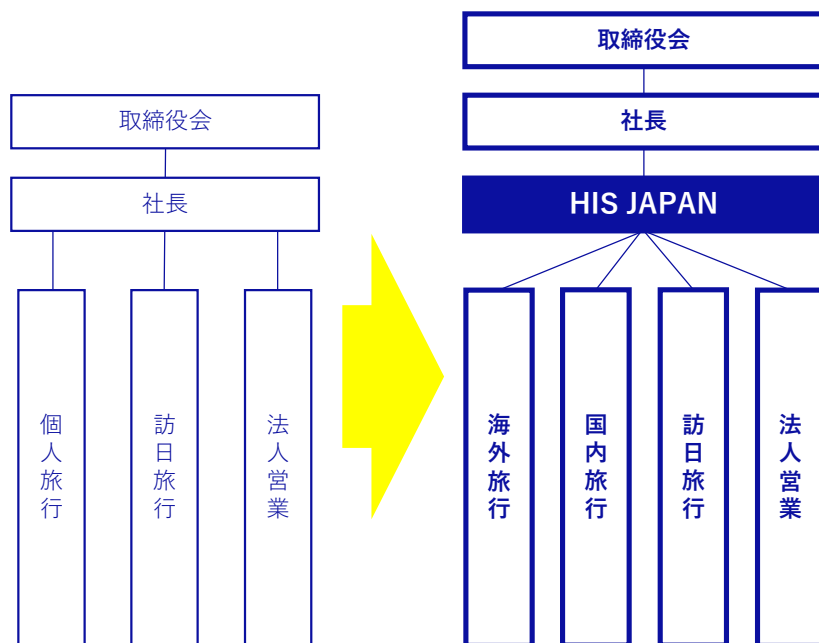 取締役会
社長
個人旅行
訪日旅行
法人営業
取締役会
社長
HIS JAPAN
海外旅行
国内旅行
訪日旅行
法人営業